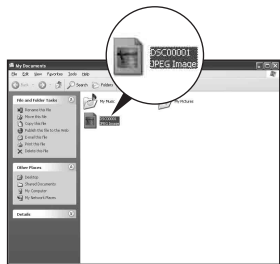 DSC00001
JPEG Image
My Documents
File Edit View Favorites Tools Help
Back Search Folders
File and Folder Tasks
Rename this file
Move this file
Copy this file
Publish this file to the Web
E-mail this file
Print this file
Delete this file
Other Places
Desktop
Shared Documents
My Computer
My Network Places
Details
My Music
My Pictures
DSC00001
JPEG Image